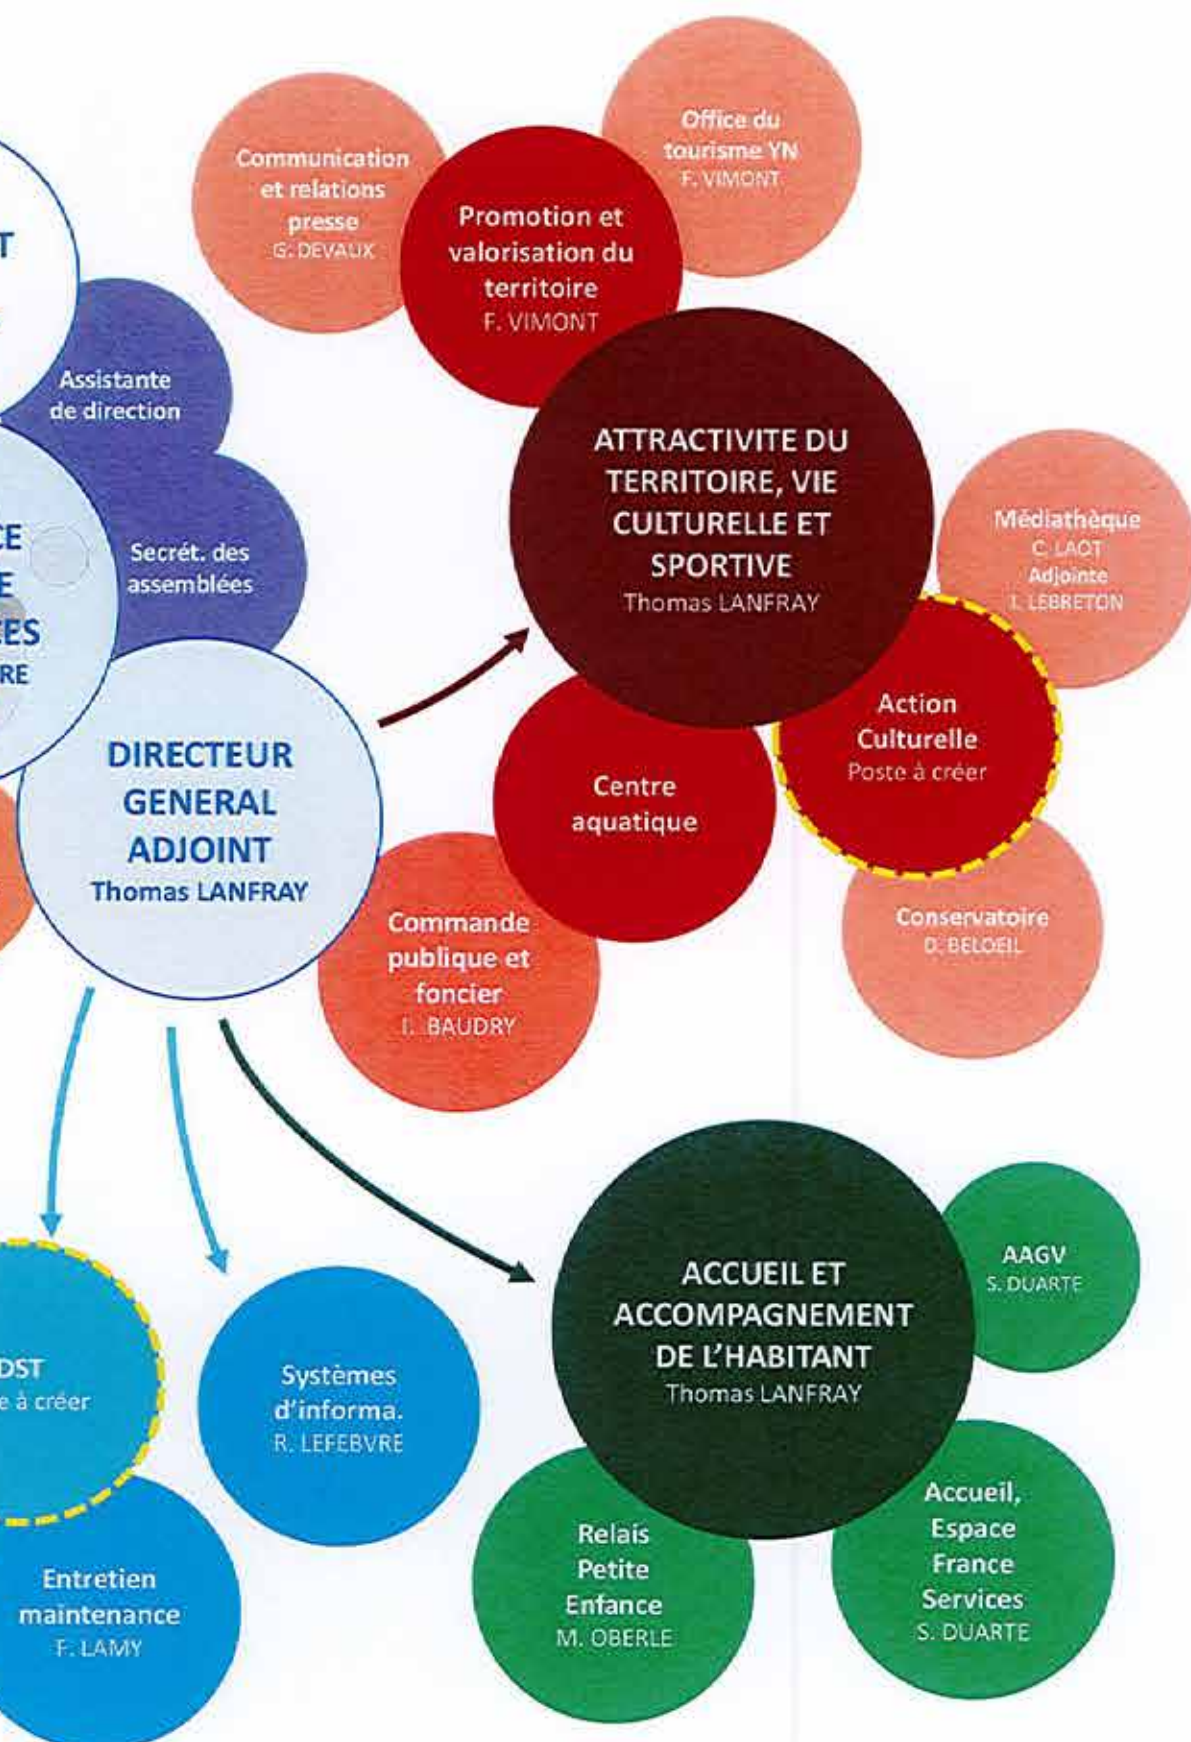 Communication
et relations
presse
G. DEVAUX
Office du
tourisme YN
F. VIMONT
Promotion et
valorisation du
territoire
F. VIMONT
T
Assistante
de direction
ATTRACTIVITE DU
TERRITOIRE, VIE
CULTURELLE ET
SPORTIVE
Thomas LANFRAY
CE
E
CES
RE
Secrét. des
assemblées
Médiathèque
C. LAOT
Adjointe
I. LEBRETON
DIRECTEUR
GENERAL
ADJOINT
Thomas LANFRAY
Action
Culturelle
Poste à créer
Centre
aquatique
Commande
publique et
foncier
I. BAUDRY
Conservatoire
D. BELOEIL
ACCUEIL ET
ACCOMPAGNEMENT
DE L'HABITANT
Thomas LANFRAY
AAGV
S. DUARTE
DST
e à créer
Systèmes
d'informa.
R. LEFEBVRE
Entretien
maintenance
F. LAMY
Relais
Petite
Enfance
M. OBERLE
Accueil,
Espace
France
Services
S. DUARTE